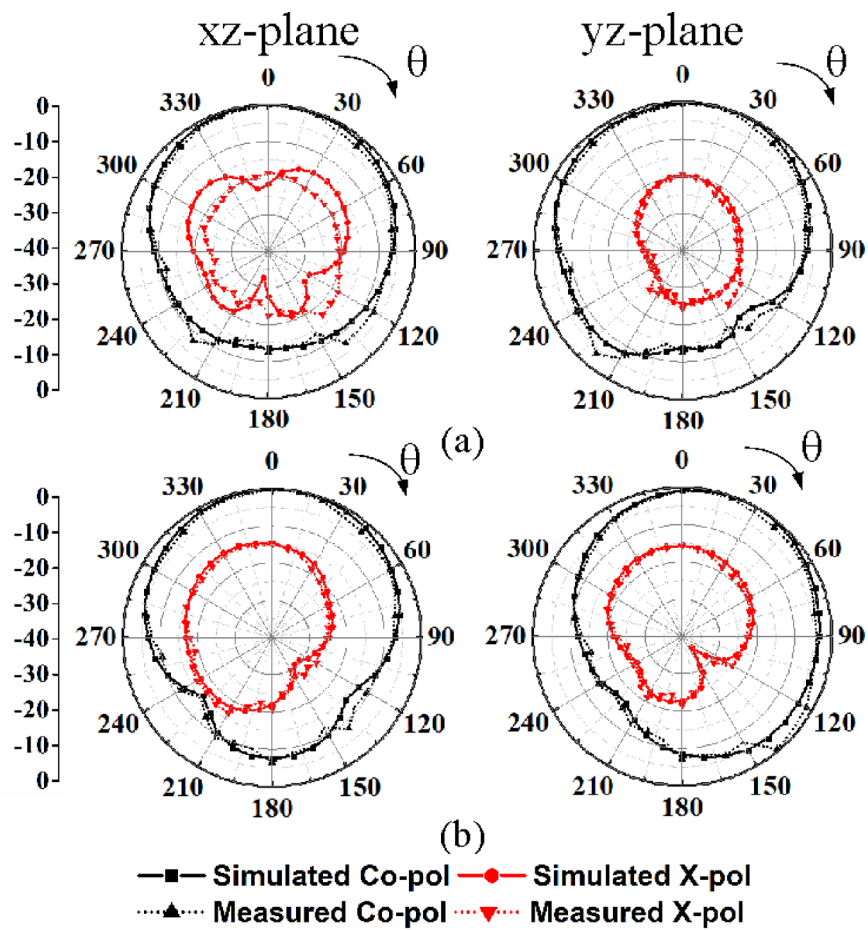 xz-plane yz-plane
θ θ
0 0
330 30 330 30
300 60 300 60
270 90 270 90
240 120 240 120
210 150 210 150
180 180
0
-10
-20
-30
-40
-30
-20
-10
0
(a)
θ θ
0 0
330 30 330 30
300 60 300 60
270 90 270 90
240 120 240 120
210 150 210 150
180 180
0
-10
-20
-30
-40
-30
-20
-10
0
(b)
Simulated Co-pol Simulated X-pol
Measured Co-pol Measured X-pol